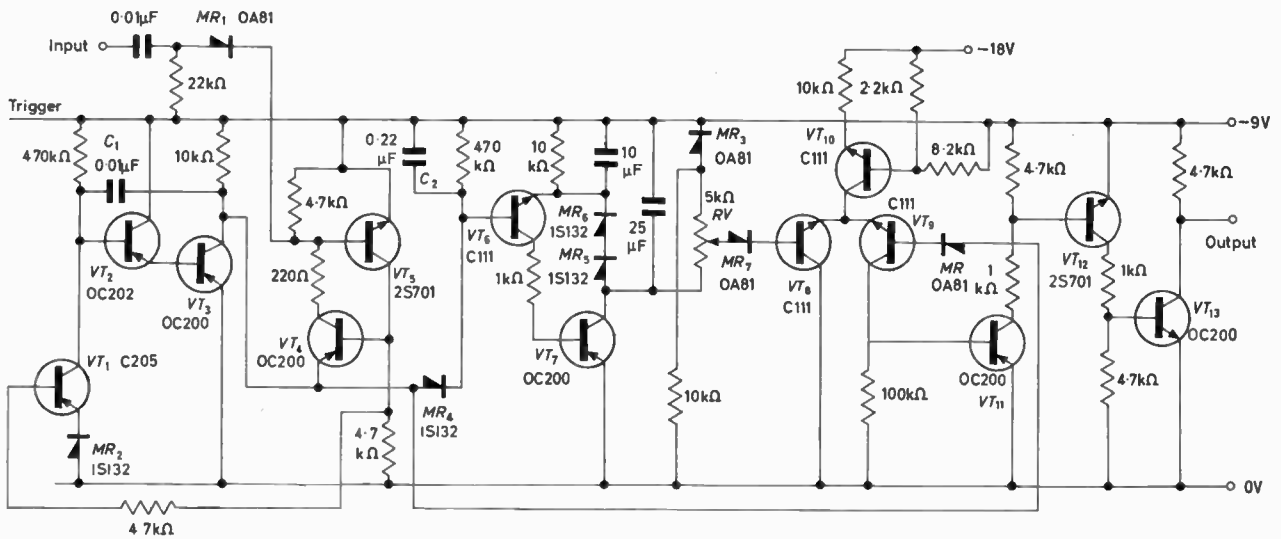 0·01μF
MR1 OA81
Input
22kΩ
-18V
10kΩ
2·2kΩ
Trigger
-9V
470kΩ
C1
0·01μF
10kΩ
0·22
μF
C2
470
kΩ
10
kΩ
10
μF
MR3
OA81
VT10
C111
8·2kΩ
4·7kΩ
4·7kΩ
4·7kΩ
5kΩ
RV
VT2
OC202
VT3
OC200
220Ω
VT5
2S701
VT6
C111
MR6
1S132
MR5
1S132
1kΩ
25
μF
MR7
OA81
VT8
C111
C111
VT9
MR
OA81
1
kΩ
VT12
2S701
1kΩ
Output
VT13
OC200
VT1 C205
VT4
OC200
VT7
OC200
MR4
1S132
10kΩ
100kΩ
OC200
VT11
4·7kΩ
MR2
1S132
4·7
kΩ
0V
4·7kΩ